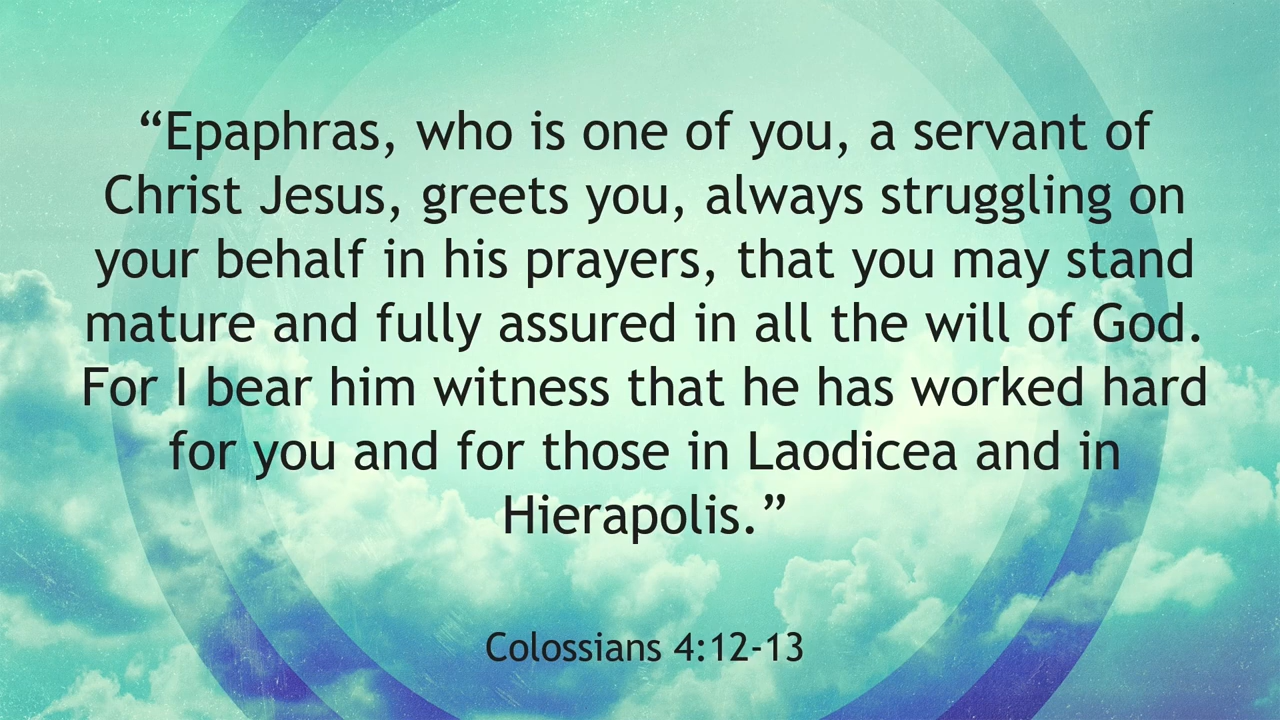 “Epaphras, who is one of you, a servant of
Christ Jesus, greets you, always struggling on
your behalf in his prayers, that you may stand
mature and fully assured in all the will of God.
For I bear him witness that he has worked hard
for you and for those in Laodicea and in
Hierapolis.”
Colossians 4:12-13